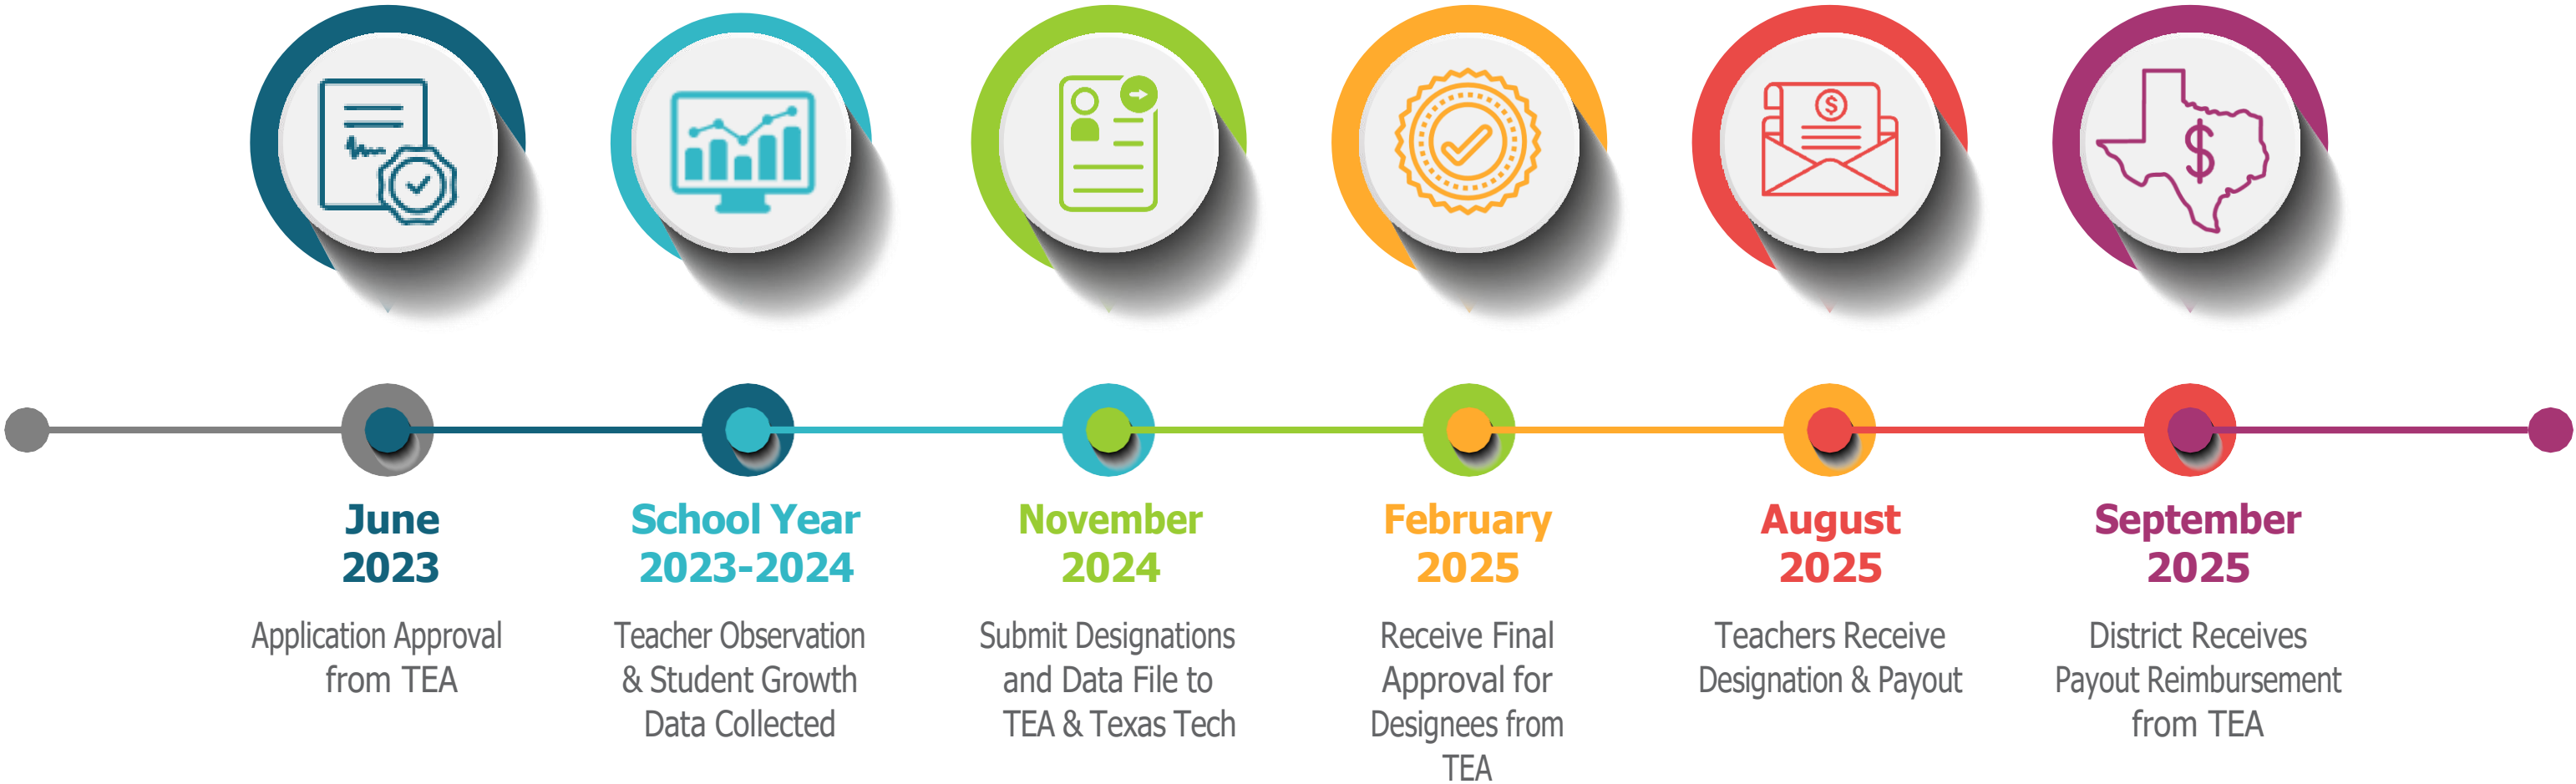 June
2023
Application Approval
from TEA
School Year
2023-2024
Teacher Observation
& Student Growth
Data Collected
November
2024
Submit Designations
and Data File to
TEA & Texas Tech
February
2025
Receive Final
Approval for
Designees from
TEA
August
2025
Teachers Receive
Designation & Payout
September
2025
District Receives
Payout Reimbursement
from TEA